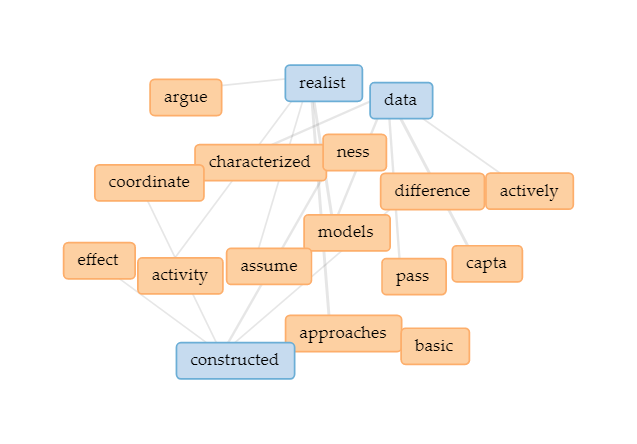 realist
data
argue
ness
characterized
coordinate
difference
actively
models
effect
activity
assume
pass
capta
approaches
basic
constructed